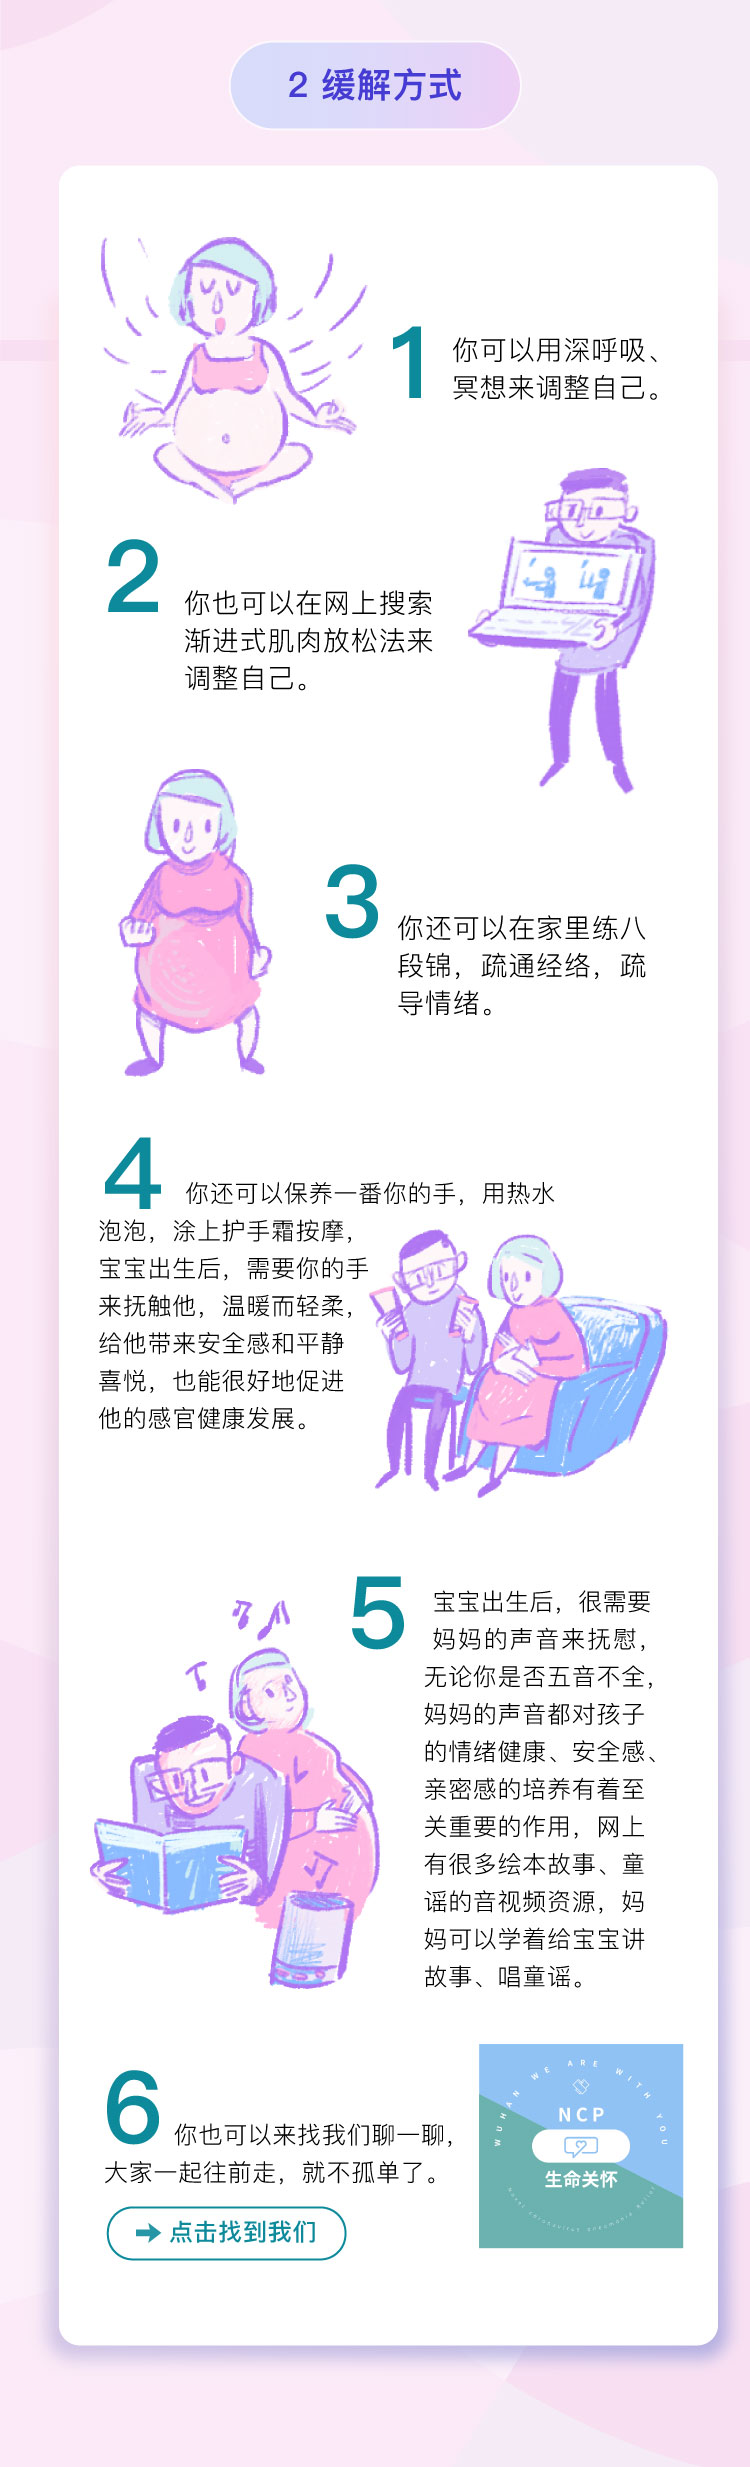 2 缓解方式
1
你可以用深呼吸、
冥想来调整自己。
2
你也可以在网上搜索
渐进式肌肉放松法来
调整自己。
3
你还可以在家里练八
段锦，疏通经络，疏
导情绪。
4
你还可以保养一番你的手，用热水
泡泡，涂上护手霜按摩，
宝宝出生后，需要你的手
来抚触他，温暖而轻柔，
给他带来安全感和平静
喜悦，也能很好地促进
他的感官健康发展。
5
宝宝出生后，很需要
妈妈的声音来抚慰，
无论你是否五音不全，
妈妈的声音都对孩子
的情绪健康、安全感、
亲密感的培养有着至
关重要的作用，网上
有很多绘本故事、童
谣的音视频资源，妈
妈可以学着给宝宝讲
故事、唱童谣。
6
你也可以来找我们聊一聊，
大家一起往前走，就不孤单了。
点击找到我们
WUHAN WE ARE WITH YOU
NCP
生命关怀